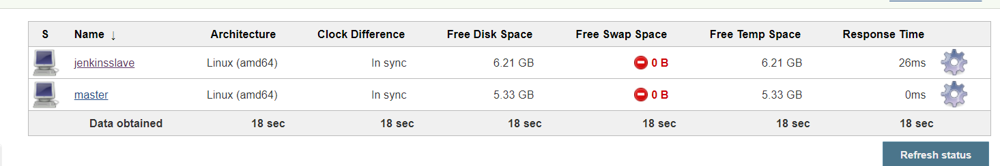 S Name ↓ Architecture Clock Difference Free Disk Space Free Swap Space Free Temp Space Response Time
jenkinsslave Linux (amd64) In sync 6.21 GB 0 B 6.21 GB 26ms
master Linux (amd64) In sync 5.33 GB 0 B 5.33 GB 0ms
Data obtained 18 sec 18 sec 18 sec 18 sec 18 sec 18 sec
Refresh status